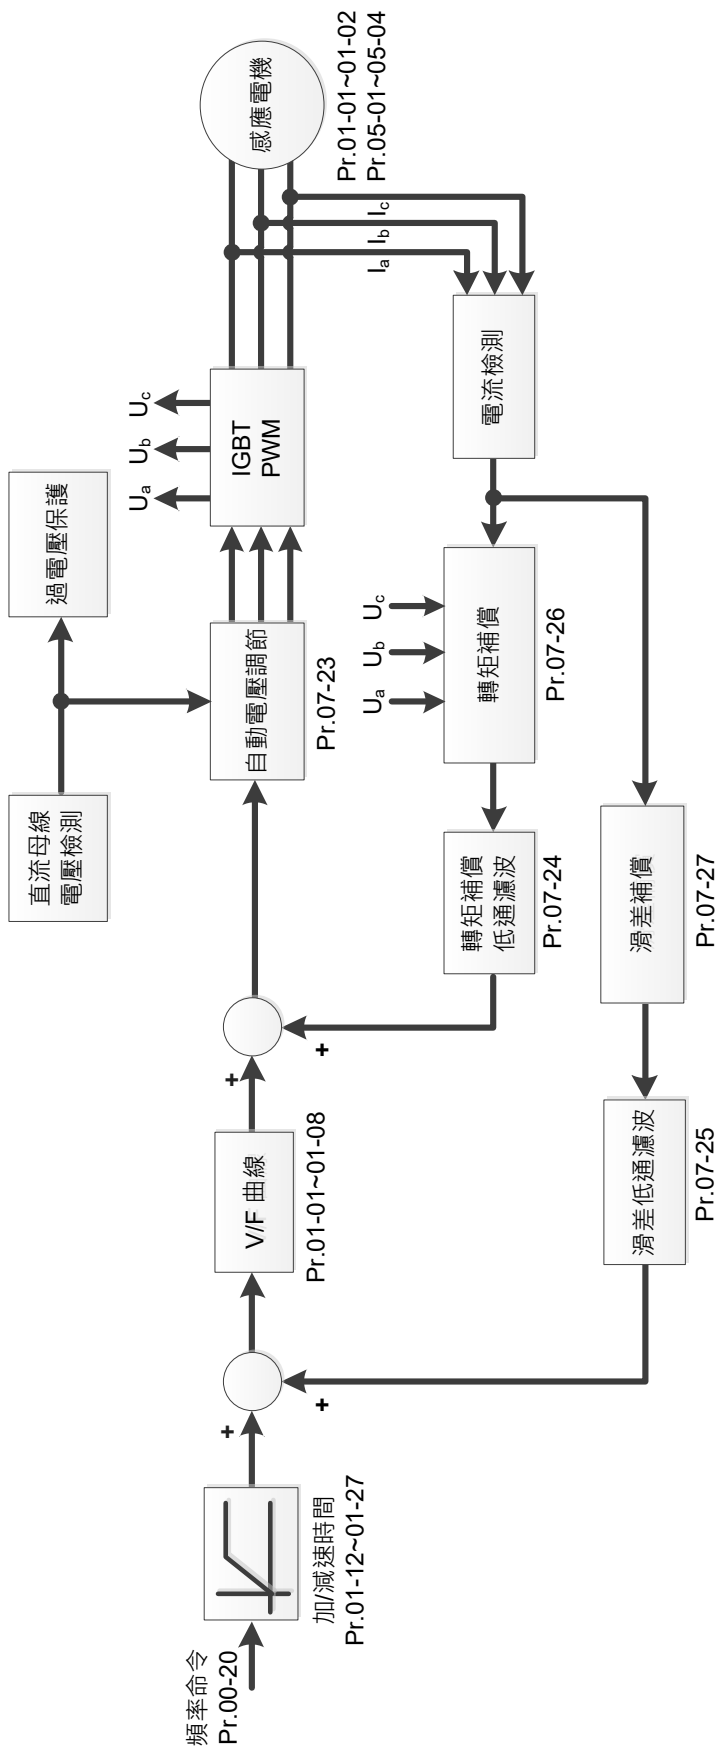 頻率命令
Pr.00-20
加/減速時間
Pr.01-12~01-27
+
+
V/F 曲線
Pr.01-01~01-08
+
+
直流母線
電壓檢測
過電壓保護
自動電壓調節
Pr.07-23
Ua
Ub
Uc
IGBT
PWM
感應電機
Pr.01-01~01-02
Pr.05-01~05-04
Ia
Ib
Ic
電流檢測
Ua
Ub
Uc
轉矩補償
Pr.07-26
轉矩補償
低通濾波
Pr.07-24
滑差補償
Pr.07-27
滑差低通濾波
Pr.07-25